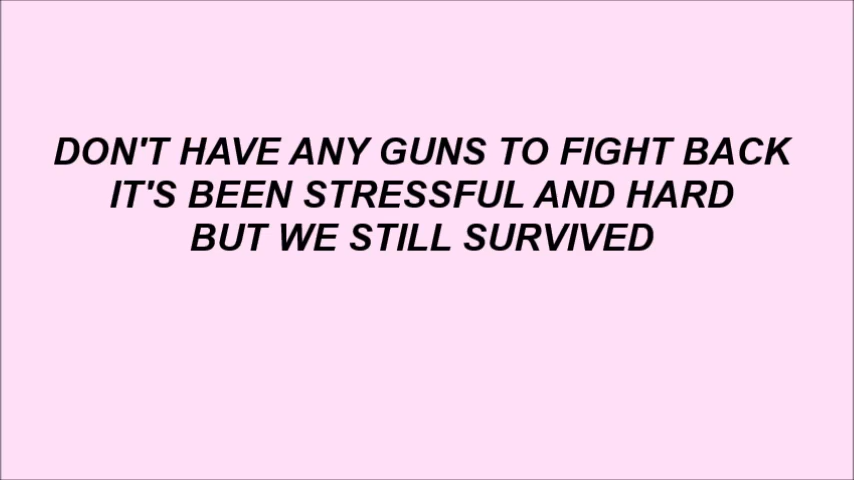 DON'T HAVE ANY GUNS TO FIGHT BACK
IT'S BEEN STRESSFUL AND HARD
BUT WE STILL SURVIVED